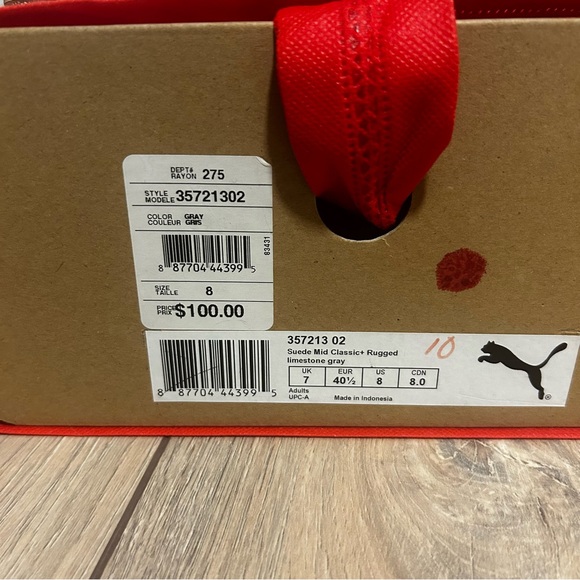 DEPT# RAYON 275
STYLE MODELE 35721302
COLOR GRAY
COULEUR GRIS
8 87704 44399 5
83431
SIZE TAILLE 8
PRICE PRIX $100.00
357213 02
Suede Mid Classic+ Rugged
limestone gray
10
UK EUR US CDN
7 40½ 8 8.0
Adults
UPC-A Made in Indonesia
8 87704 44399 5
®